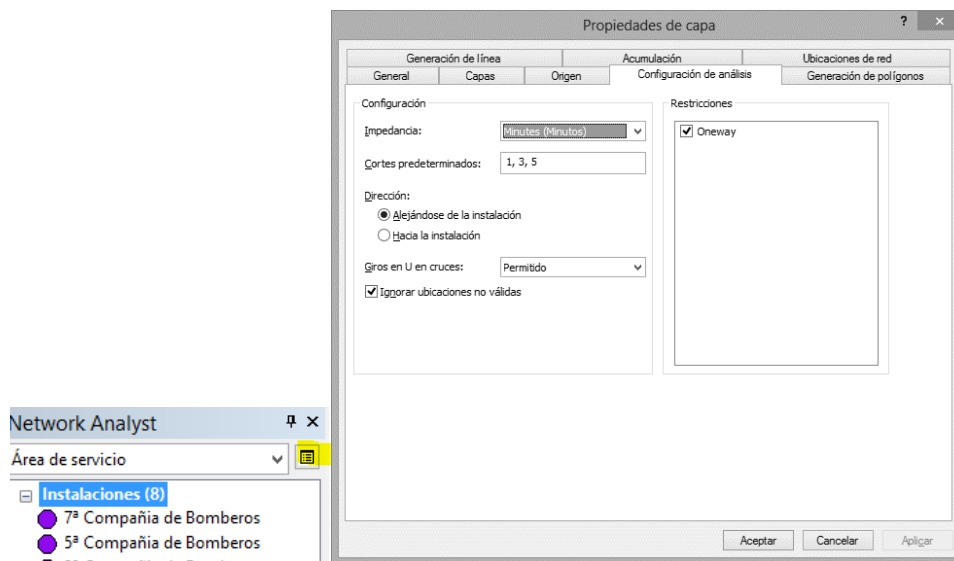 Propiedades de capa
?
×
Generación de línea
Acumulación
Ubicaciones de red
General
Capas
Origen
Configuración de análisis
Generación de polígonos
Configuración
Impedancia:
Minutes (Minutos)
Cortes predeterminados:
1, 3, 5
Dirección:
Alejándose de la instalación
Hacia la instalación
Giros en U en cruces:
Permitido
Ignorar ubicaciones no válidas
Restricciones
Oneway
Aceptar
Cancelar
Aplicar
Network Analyst
Área de servicio
Instalaciones (8)
7ª Compañia de Bomberos
5ª Compañia de Bomberos